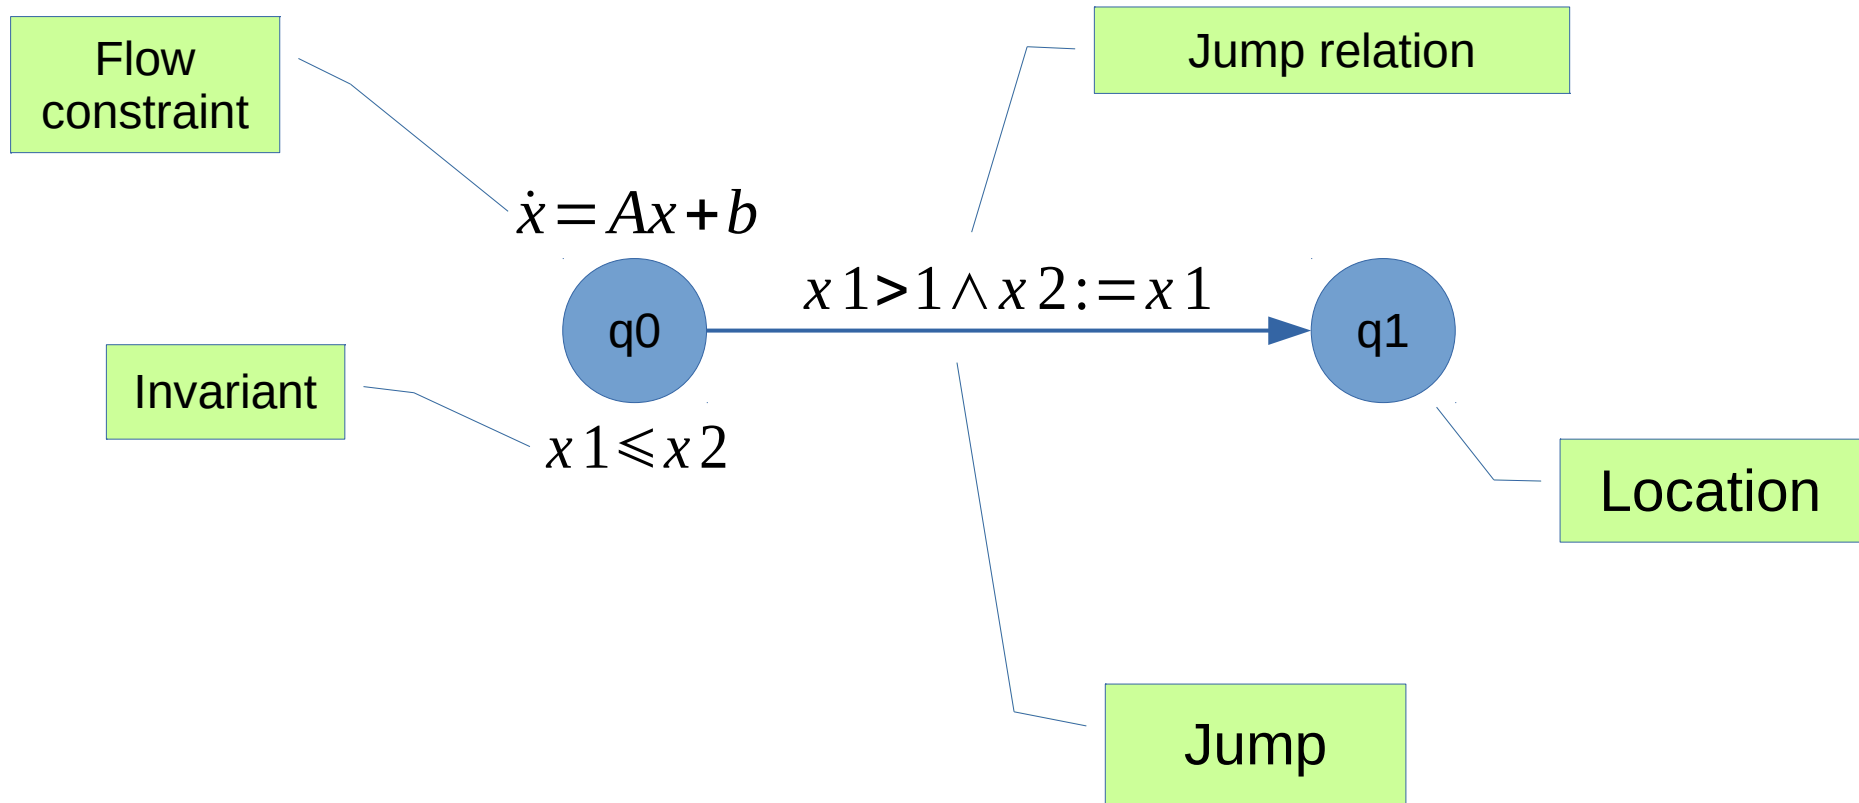 Flow
constraint
Jump relation
ẋ=Ax+b
x1>1∧x2:=x1
q0
q1
Invariant
x1⩽x2
Location
Jump